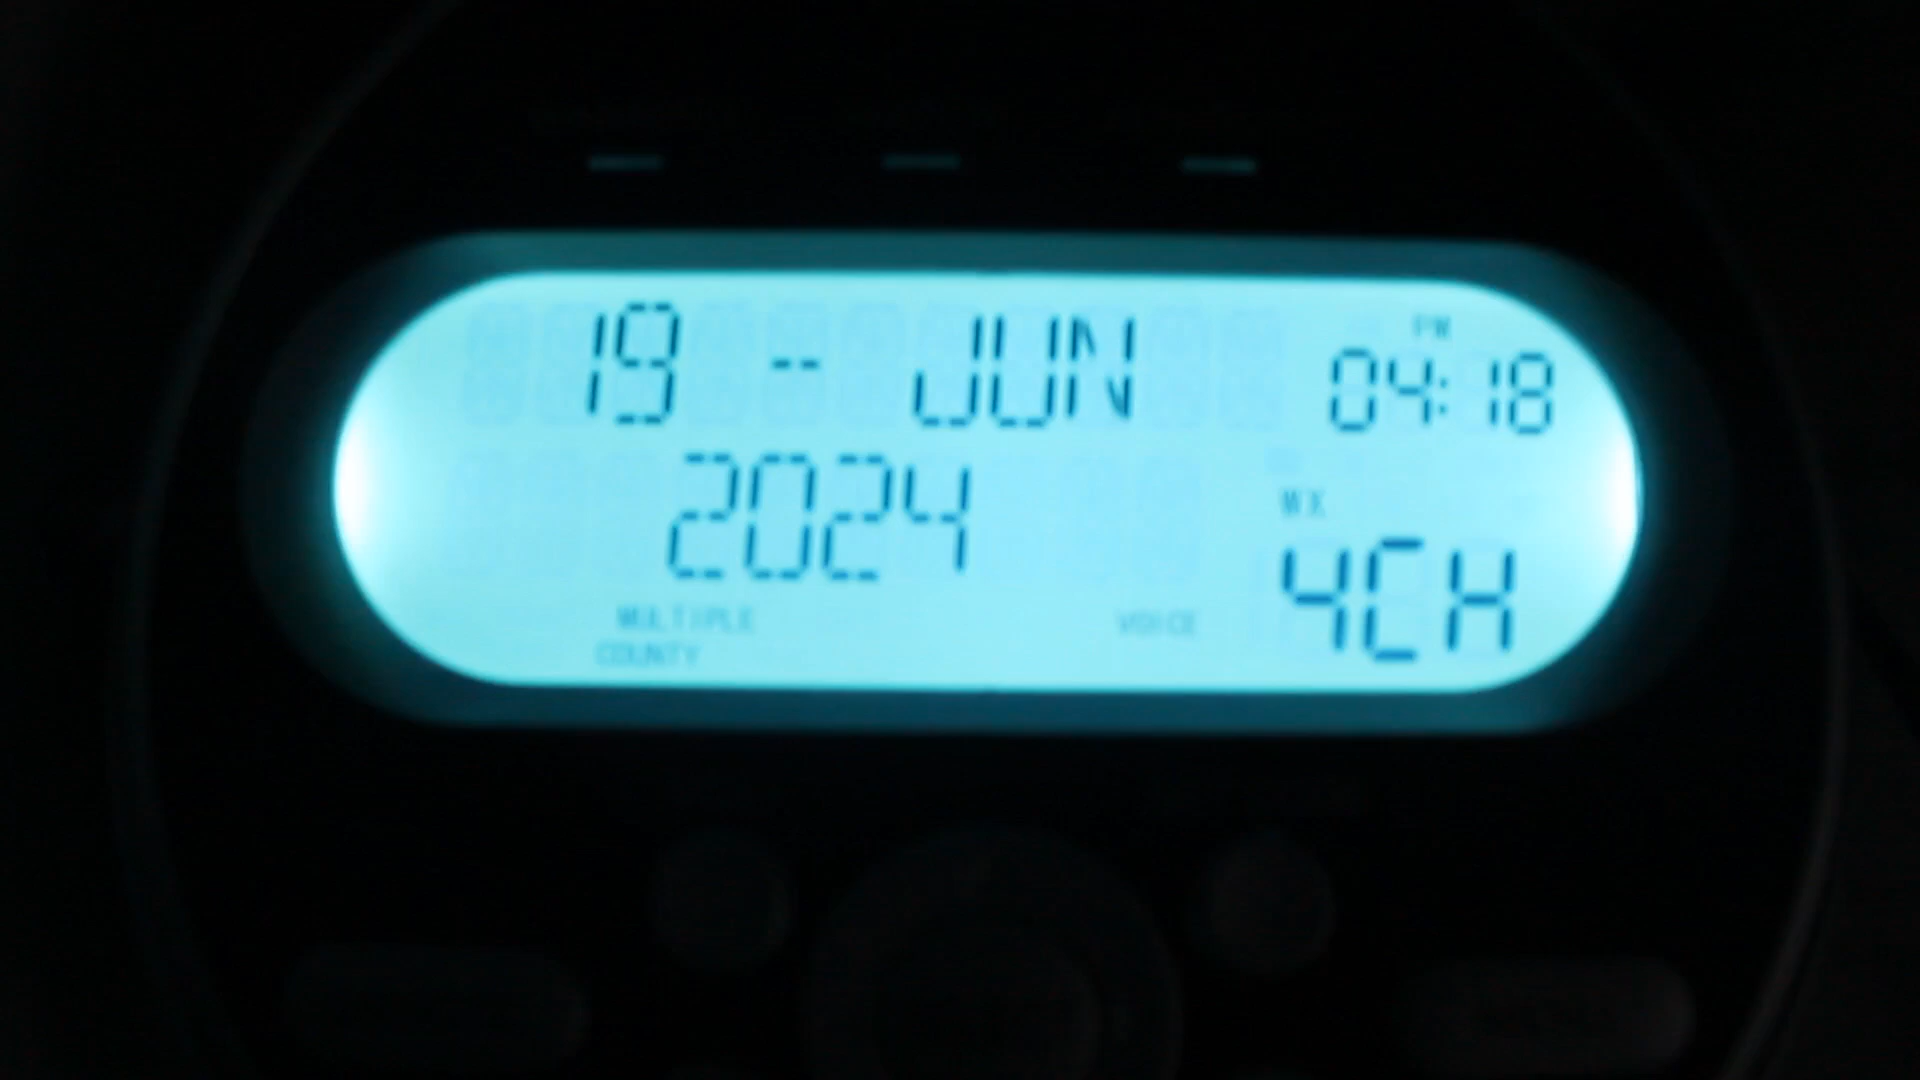 19 - JUN
PM
04:18
2024
WX
4CH
MULTIPLE
COUNTY
VOICE